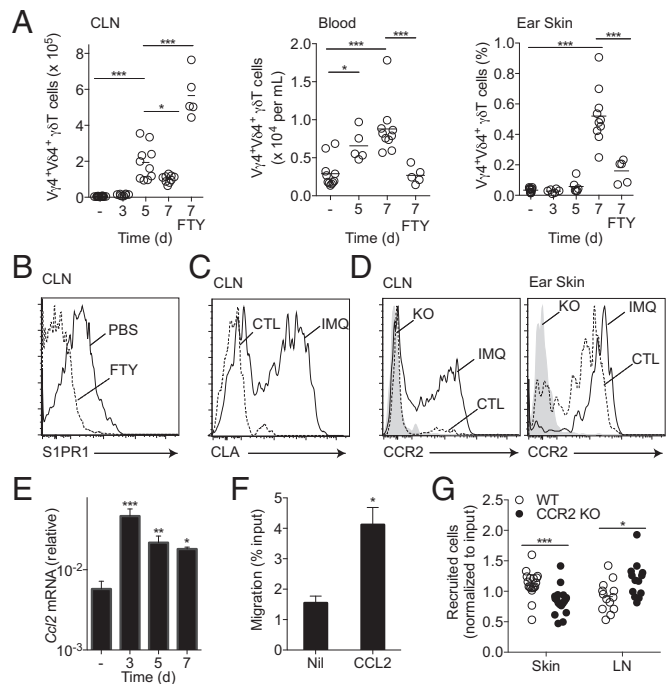 A
CLN
Vγ4⁺Vδ4⁺ γδT cells (x 10⁵)
10
8
6
4
2
0
***
***
*
- 3 5 7 7
FTY
Time (d)
Blood
Vγ4⁺Vδ4⁺ γδT cells
(x 10⁴ per mL)
2.0
1.5
1.0
0.5
0.0
***
***
*
- 5 7 7
FTY
Time (d)
Ear Skin
Vγ4⁺Vδ4⁺ γδT cells (%)
1.0
0.8
0.6
0.4
0.2
0.0
***
***
- 3 5 7 7
FTY
Time (d)
B
CLN
PBS
FTY
S1PR1
C
CLN
CTL
IMQ
CLA
D
CLN
KO
IMQ
CTL
CCR2
Ear Skin
KO
IMQ
CTL
CCR2
E
Ccl2 mRNA (relative)
10⁻²
10⁻³
***
**
*
- 3 5 7
Time (d)
F
Migration (% input)
5
4
3
2
1
0
*
Nil CCL2
G
WT
CCR2 KO
Recruited cells
(normalized to input)
2.5
2.0
1.5
1.0
0.5
0
***
*
Skin LN